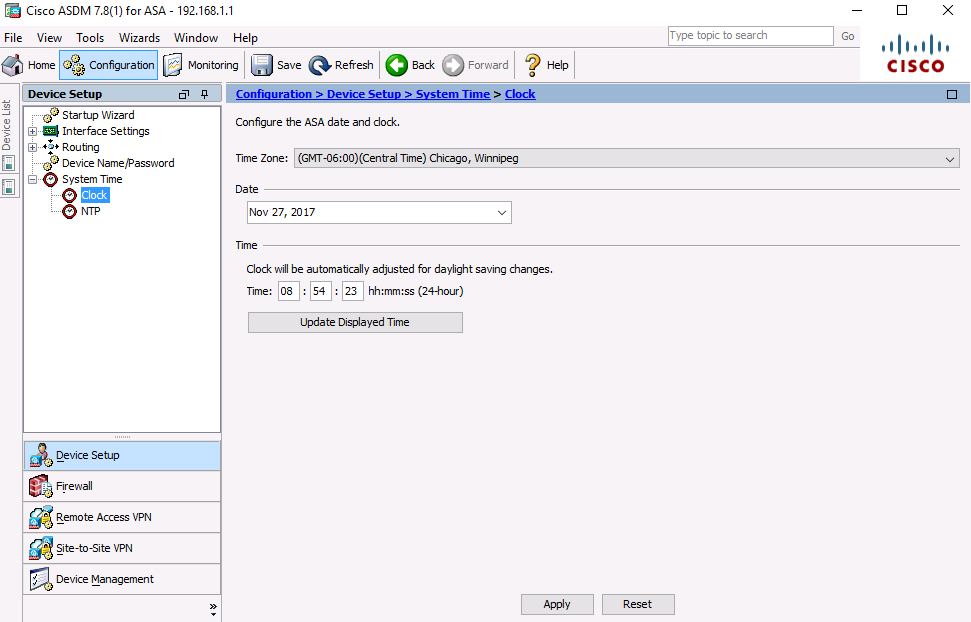 Cisco ASDM 7.8(1) for ASA - 192.168.1.1
File View Tools Wizards Window Help
Type topic to search Go
Home Configuration Monitoring Save Refresh Back Forward Help
CISCO
Device List
Device Setup
Startup Wizard
Interface Settings
Routing
Device Name/Password
System Time
Clock
NTP
Device Setup
Firewall
Remote Access VPN
Site-to-Site VPN
Device Management
Configuration > Device Setup > System Time > Clock
Configure the ASA date and clock.
Time Zone: (GMT-06:00)(Central Time) Chicago, Winnipeg
Date
Nov 27, 2017
Time
Clock will be automatically adjusted for daylight saving changes.
Time: 08 : 54 : 23 hh:mm:ss (24-hour)
Update Displayed Time
Apply Reset